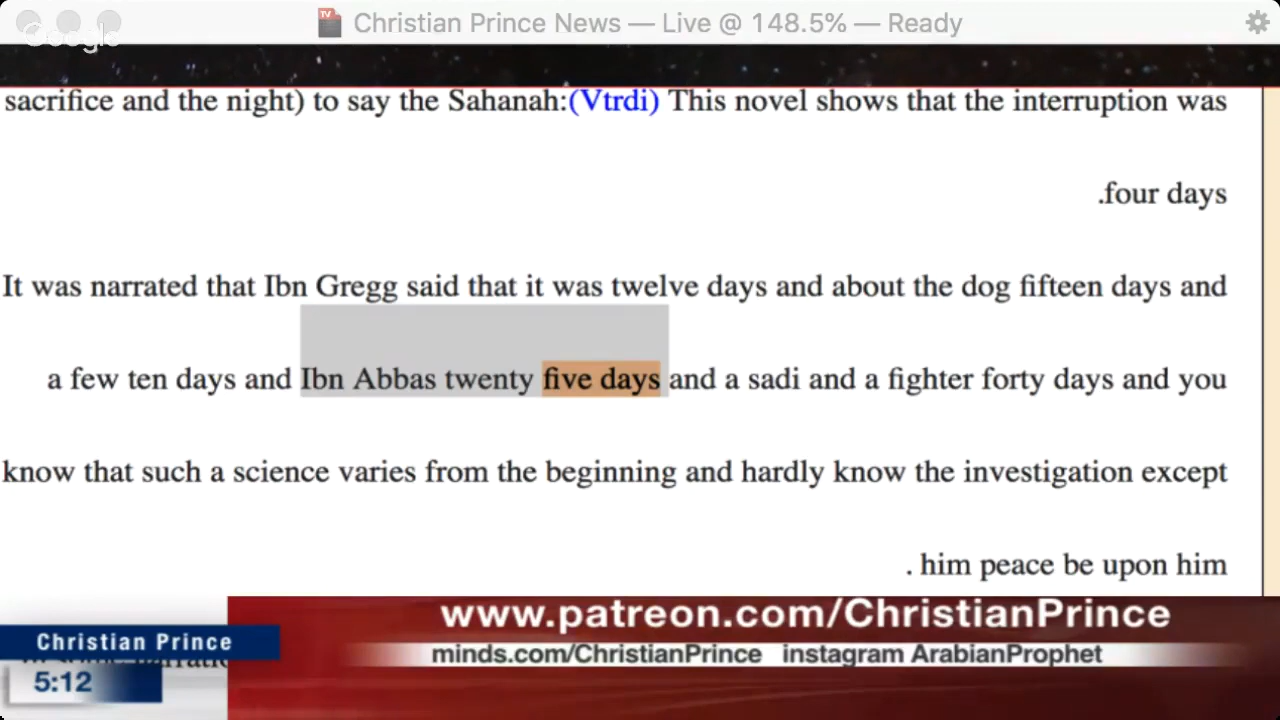 TV
Christian Prince News — Live @ 148.5% — Ready
Google
sacrifice and the night) to say the Sahanah:(Vtrdi) This novel shows that the interruption was
.four days
It was narrated that Ibn Gregg said that it was twelve days and about the dog fifteen days and
a few ten days and Ibn Abbas twenty five days and a sadi and a fighter forty days and you
know that such a science varies from the beginning and hardly know the investigation except
. him peace be upon him
www.patreon.com/ChristianPrince
Christian Prince
minds.com/ChristianPrince instagram ArabianProphet
5:12